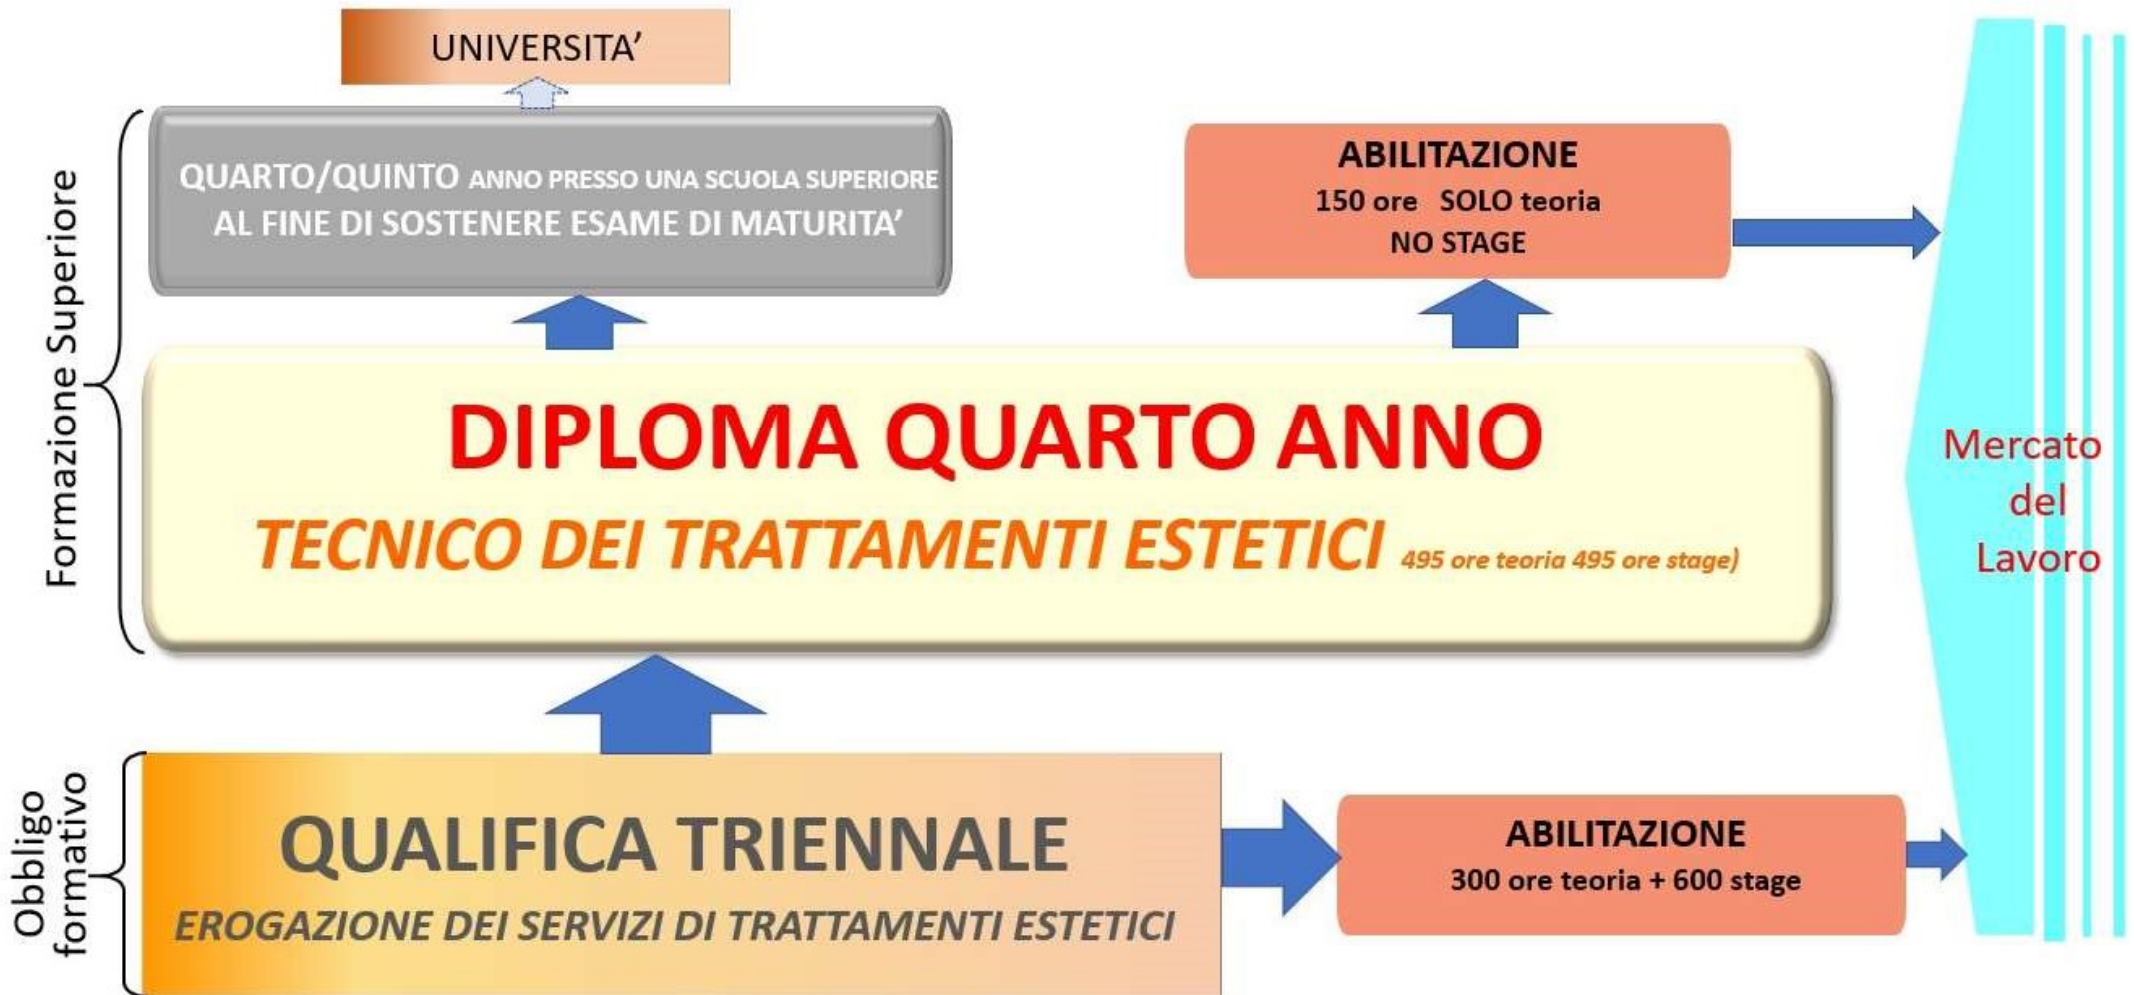 UNIVERSITA’
QUARTO/QUINTO ANNO PRESSO UNA SCUOLA SUPERIORE
AL FINE DI SOSTENERE ESAME DI MATURITA’
ABILITAZIONE
150 ore SOLO teoria
NO STAGE
Formazione Superiore
DIPLOMA QUARTO ANNO
TECNICO DEI TRATTAMENTI ESTETICI 495 ore teoria 495 ore stage)
Mercato
del
Lavoro
Obbligo
formativo
QUALIFICA TRIENNALE
EROGAZIONE DEI SERVIZI DI TRATTAMENTI ESTETICI
ABILITAZIONE
300 ore teoria + 600 stage